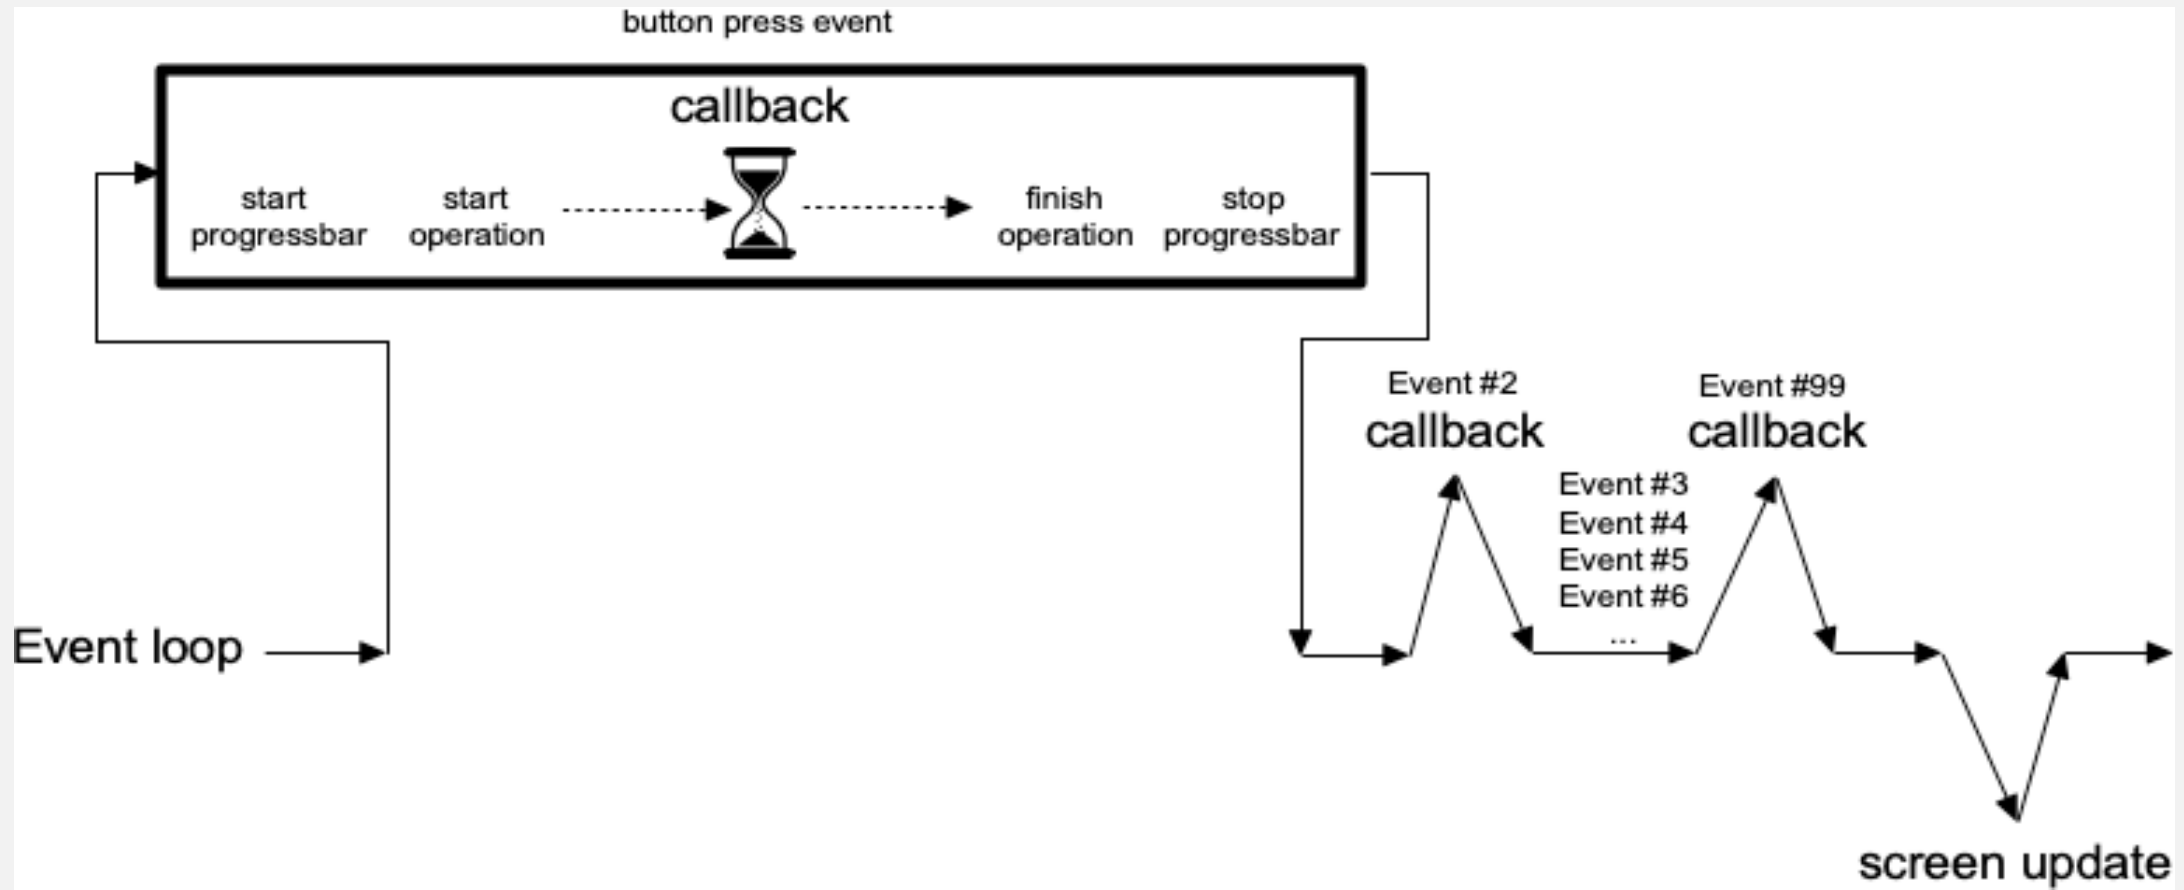 button press event
callback
start
progressbar
start
operation
finish
operation
stop
progressbar
Event #2
callback
Event #99
callback
Event #3
Event #4
Event #5
Event #6
...
Event loop
screen update